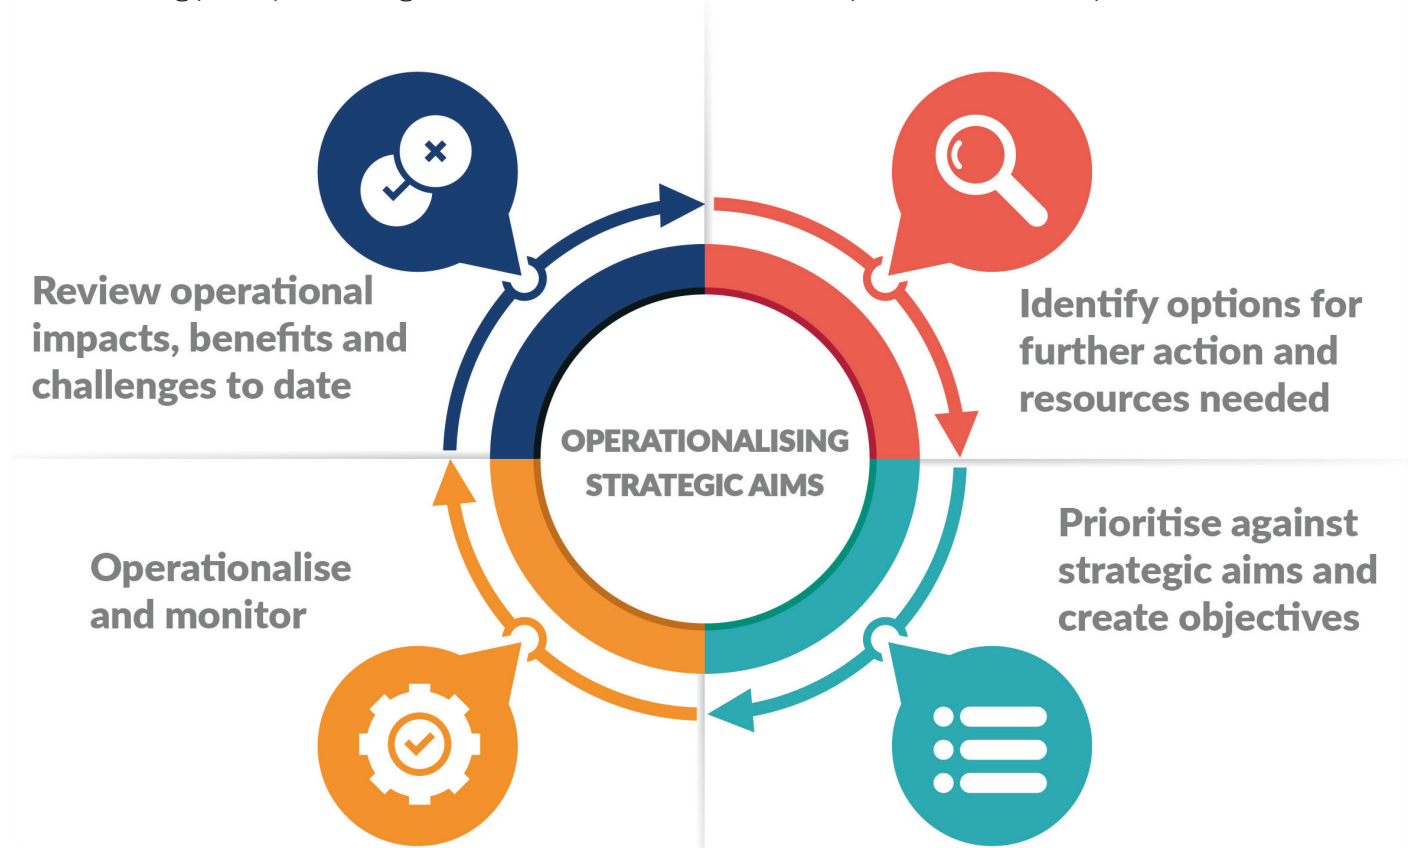 Review operational
impacts, benefits and
challenges to date
Identify options for
further action and
resources needed
OPERATIONALISING
STRATEGIC AIMS
Operationalise
and monitor
Prioritise against
strategic aims and
create objectives